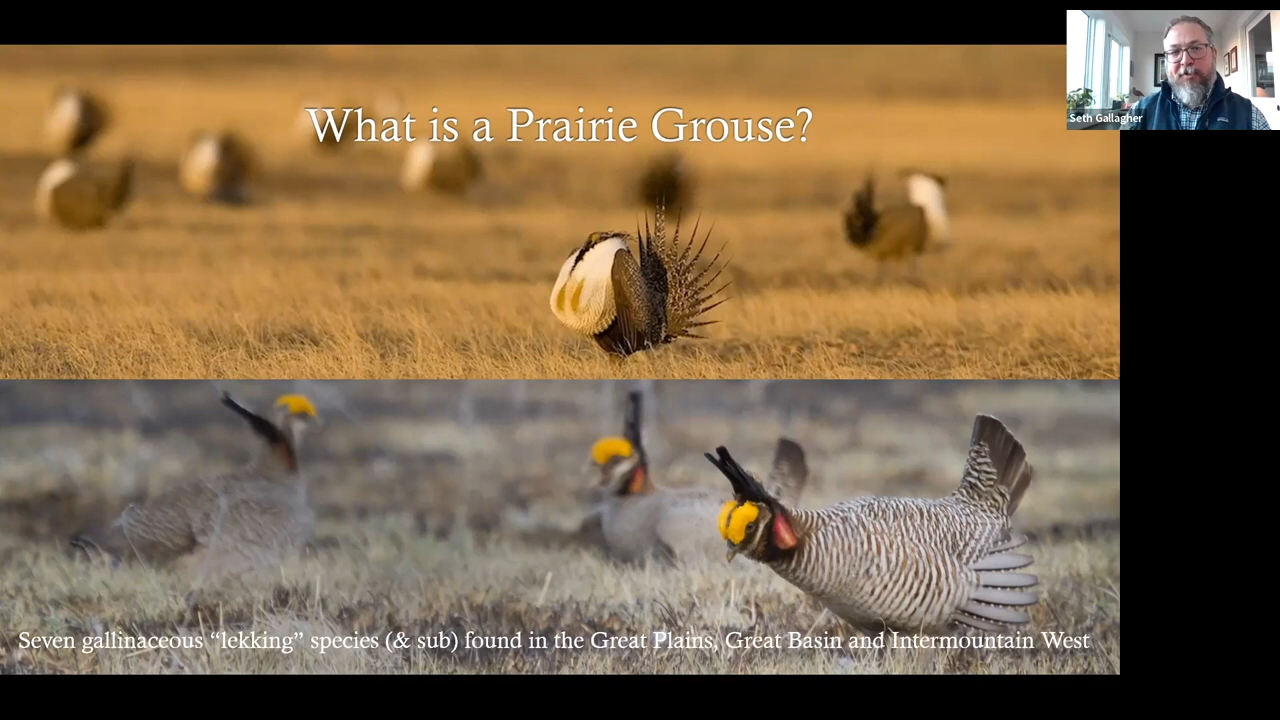 What is a Prairie Grouse?
Seth Gallagher
Seven gallinaceous “lekking” species (& sub) found in the Great Plains, Great Basin and Intermountain West